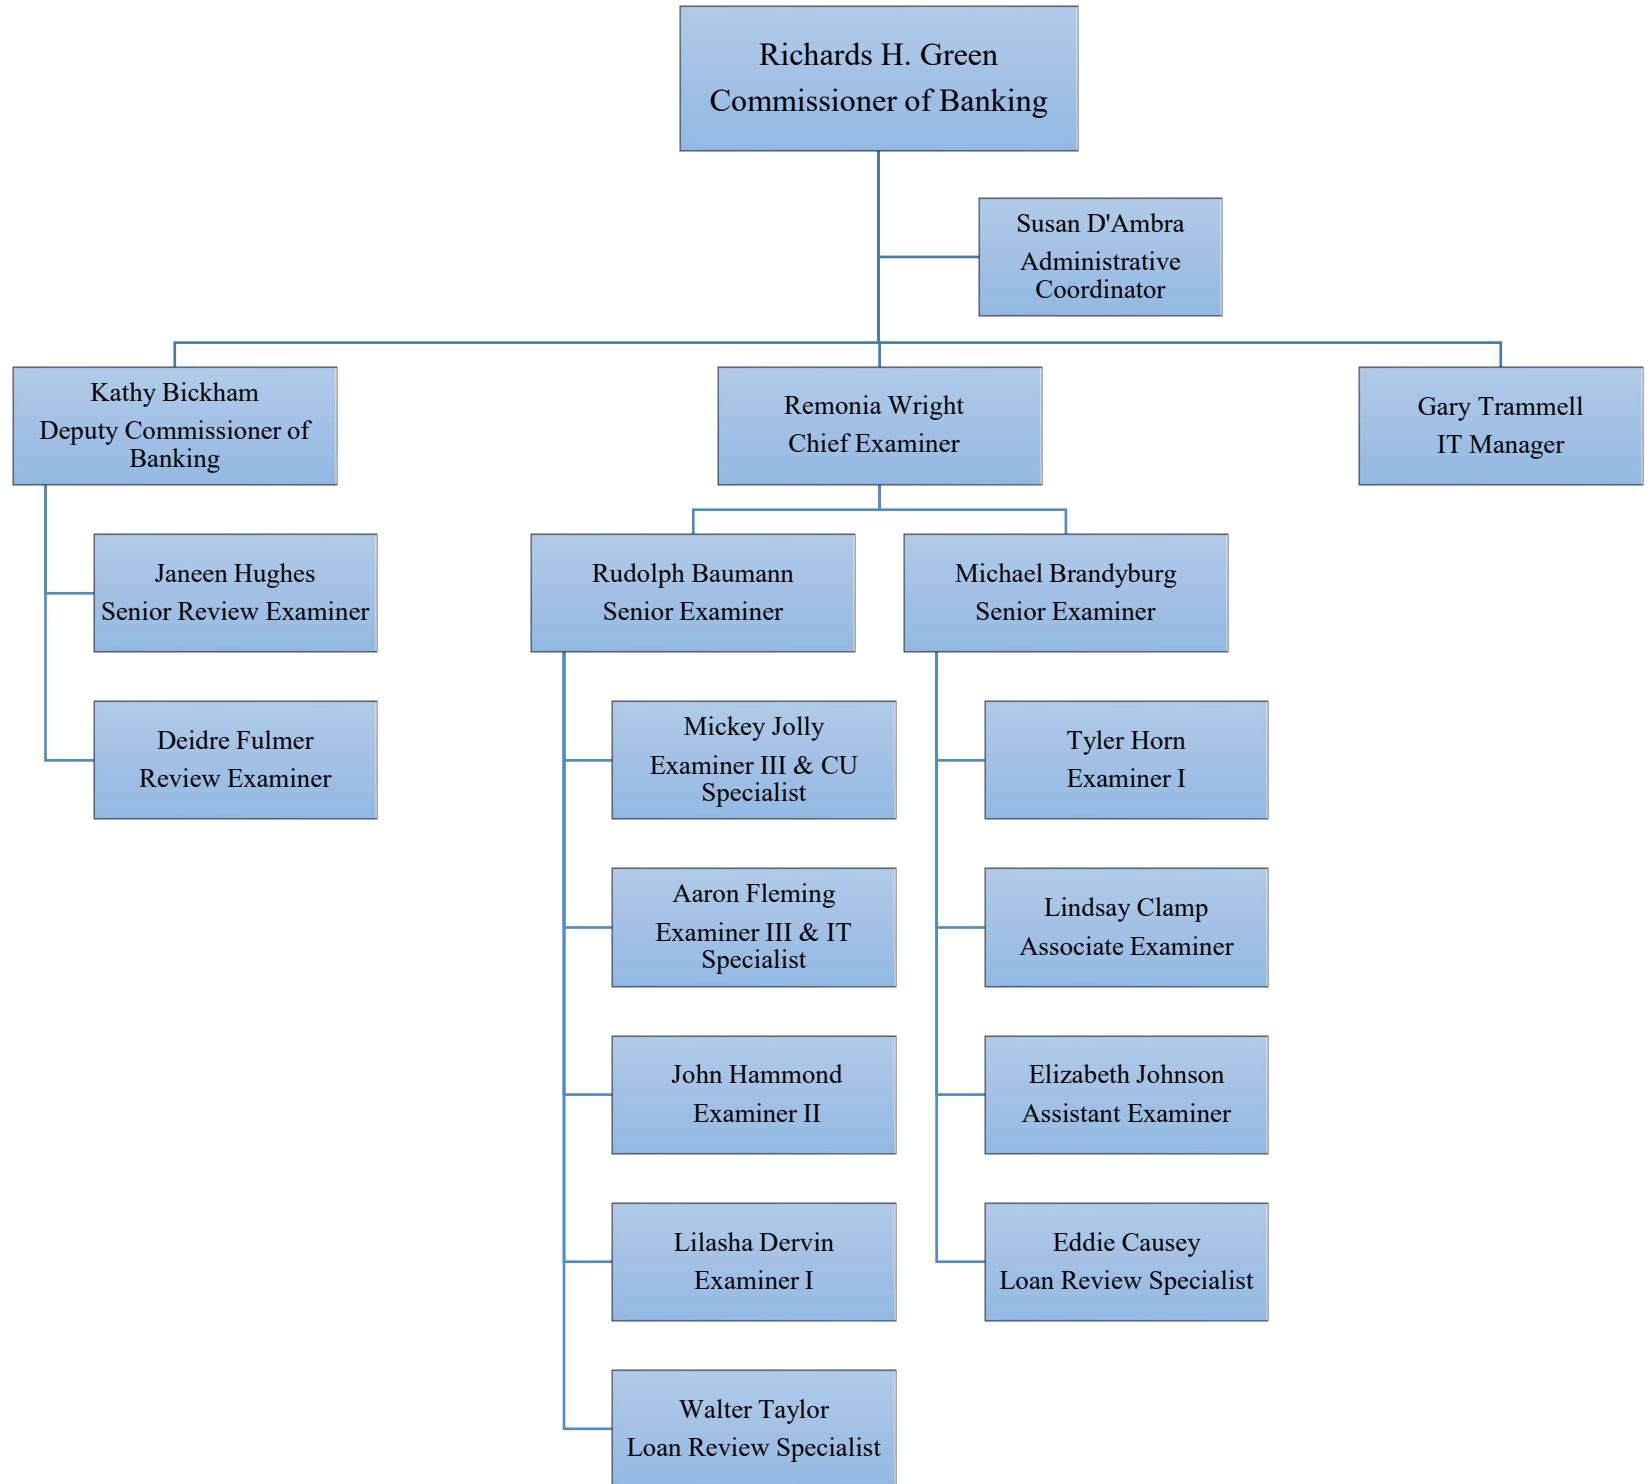 Richards H. Green
Commissioner of Banking
Susan D'Ambra
Administrative
Coordinator
Kathy Bickham
Deputy Commissioner of
Banking
Remonia Wright
Chief Examiner
Gary Trammell
IT Manager
Janeen Hughes
Senior Review Examiner
Deidre Fulmer
Review Examiner
Rudolph Baumann
Senior Examiner
Mickey Jolly
Examiner III & CU
Specialist
Aaron Fleming
Examiner III & IT
Specialist
John Hammond
Examiner II
Lilasha Dervin
Examiner I
Walter Taylor
Loan Review Specialist
Michael Brandyburg
Senior Examiner
Tyler Horn
Examiner I
Lindsay Clamp
Associate Examiner
Elizabeth Johnson
Assistant Examiner
Eddie Causey
Loan Review Specialist